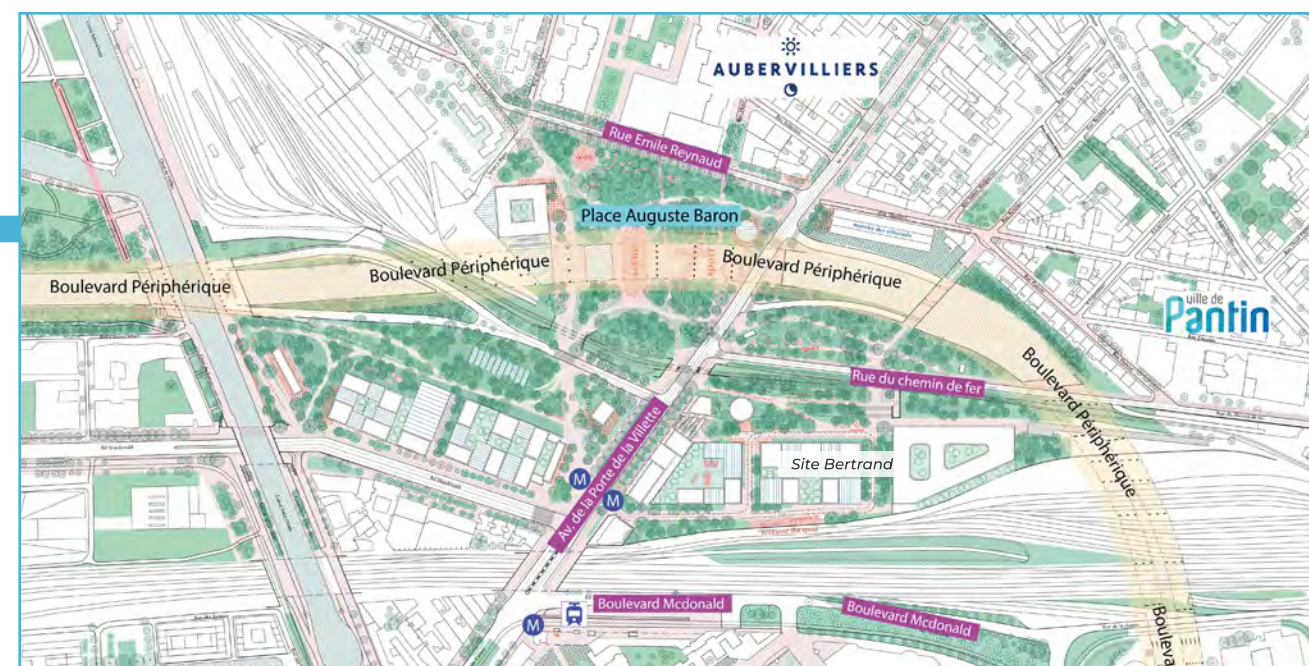 AUBERVILLIERS
Rue Emile Reynaud
Place Auguste Baron
Boulevard Périphérique
Boulevard Périphérique
Boulevard Périphérique
ville de
Pantin
Rue du chemin de fer
Boulevard Périphérique
Av. de la Porte de la Villette
Site Bertrand
M
M
Boulevard Mcdonald
M
Boulevard Mcdonald
Bouleva